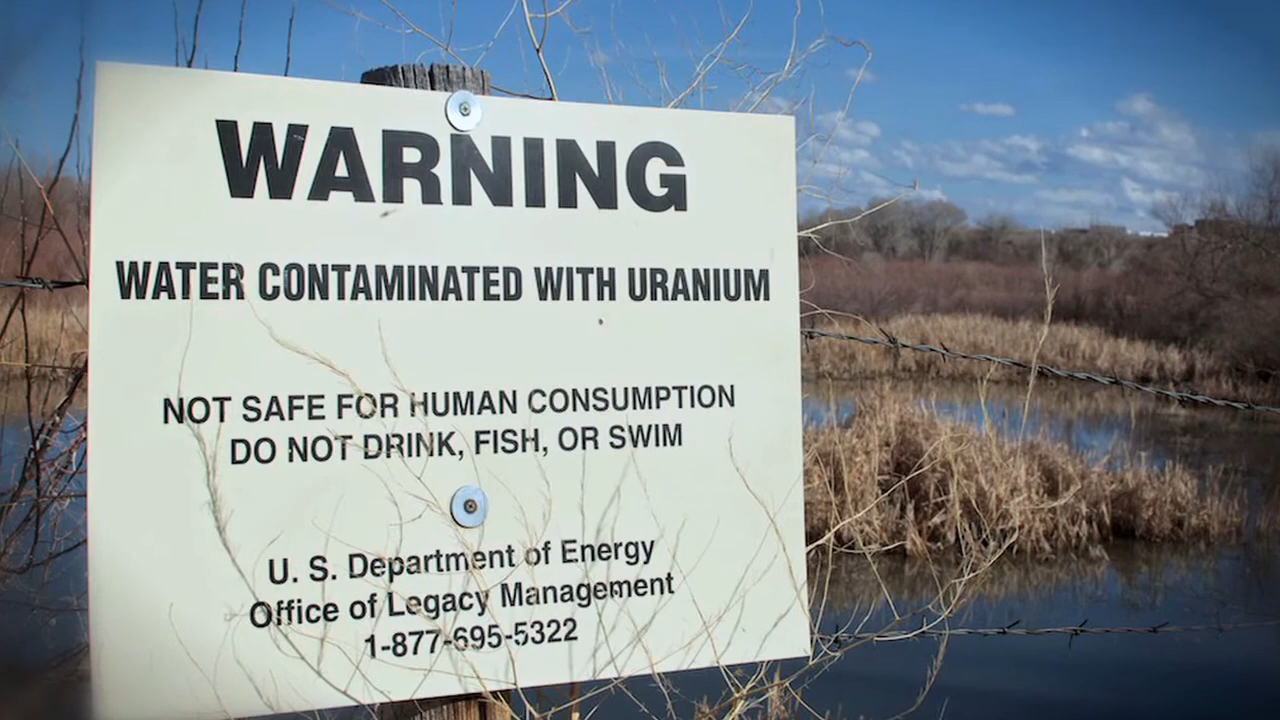 WARNING
WATER CONTAMINATED WITH URANIUM
NOT SAFE FOR HUMAN CONSUMPTION
DO NOT DRINK, FISH, OR SWIM
U. S. Department of Energy
Office of Legacy Management
1-877-695-5322